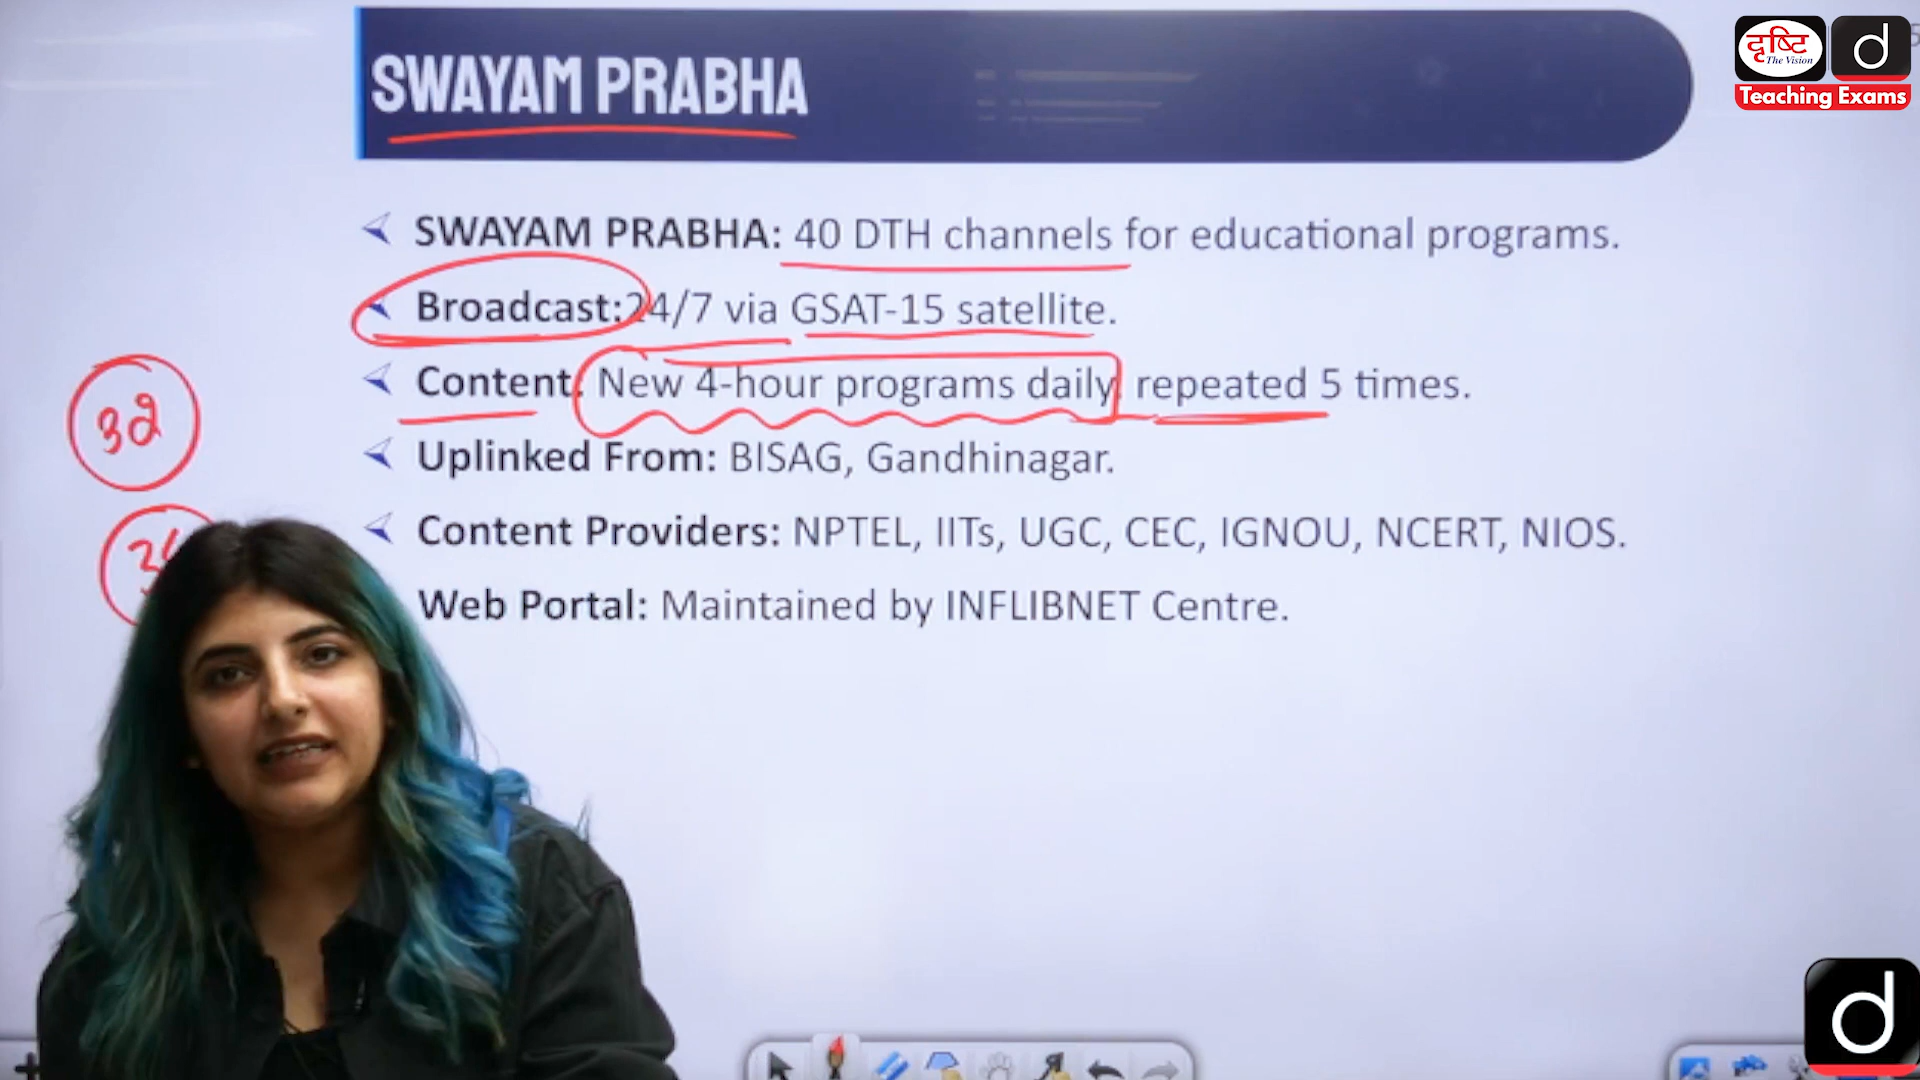 SWAYAM PRABHA
दृष्टि
The Vision
d
Teaching Exams
SWAYAM PRABHA: 40 DTH channels for educational programs.
Broadcast: 24/7 via GSAT-15 satellite.
Content: New 4-hour programs daily, repeated 5 times.
32
Uplinked From: BISAG, Gandhinagar.
Content Providers: NPTEL, IITs, UGC, CEC, IGNOU, NCERT, NIOS.
Web Portal: Maintained by INFLIBNET Centre.
d